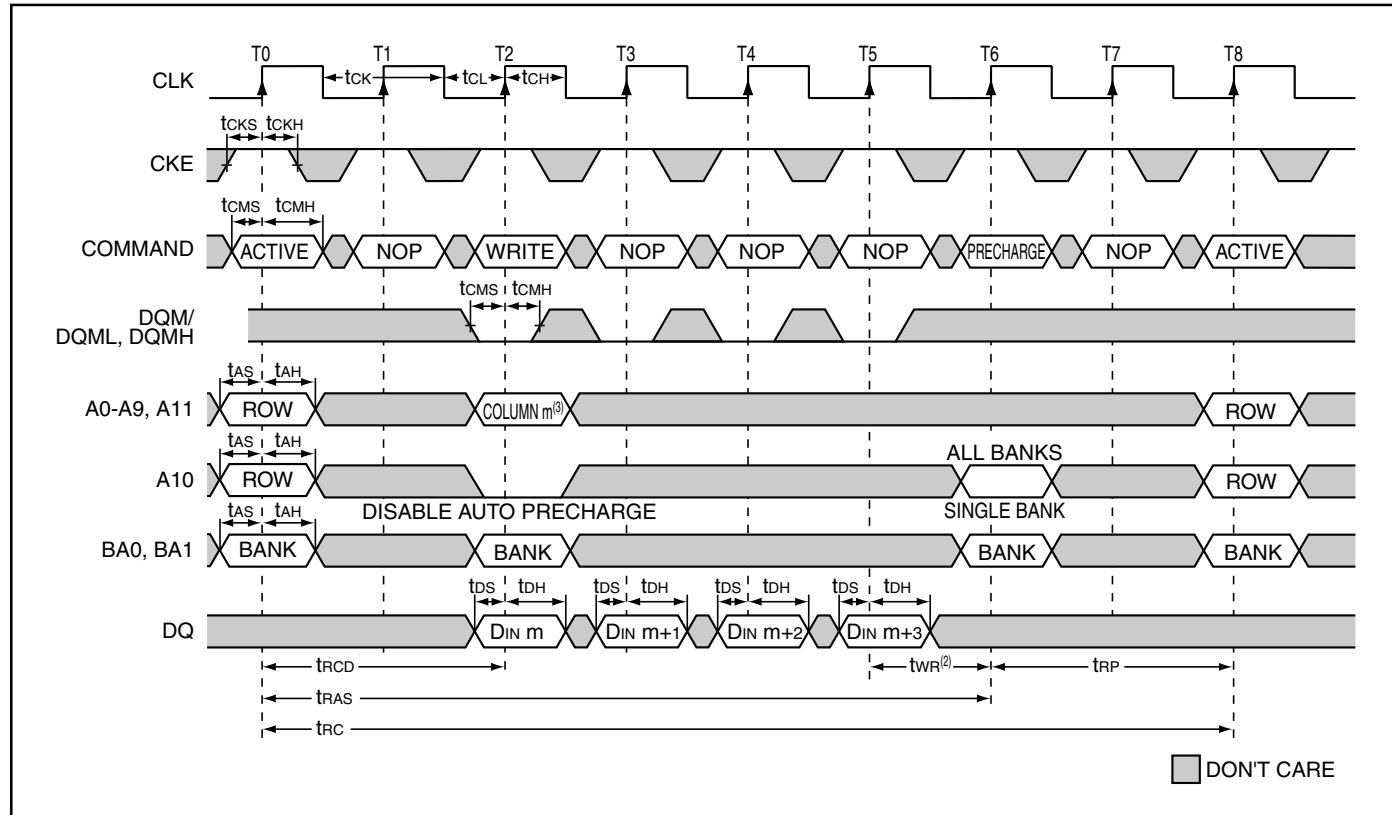 T0 T1 T2 T3 T4 T5 T6 T7 T8
CLK tCK tCL tCH
tCKS tCKH
CKE
tCMS tCMH
COMMAND ACTIVE NOP WRITE NOP NOP NOP PRECHARGE NOP ACTIVE
tCMS tCMH
DQM/
DQML, DQMH
tAS tAH
A0-A9, A11 ROW COLUMN m(3) ROW
tAS tAH
ALL BANKS
A10 ROW ROW
tAS tAH
DISABLE AUTO PRECHARGE SINGLE BANK
BA0, BA1 BANK BANK BANK BANK
tDS tDH tDS tDH tDS tDH tDS tDH
DQ DIN m DIN m+1 DIN m+2 DIN m+3
tRCD tWR(2) tRP
tRAS
tRC
DON'T CARE